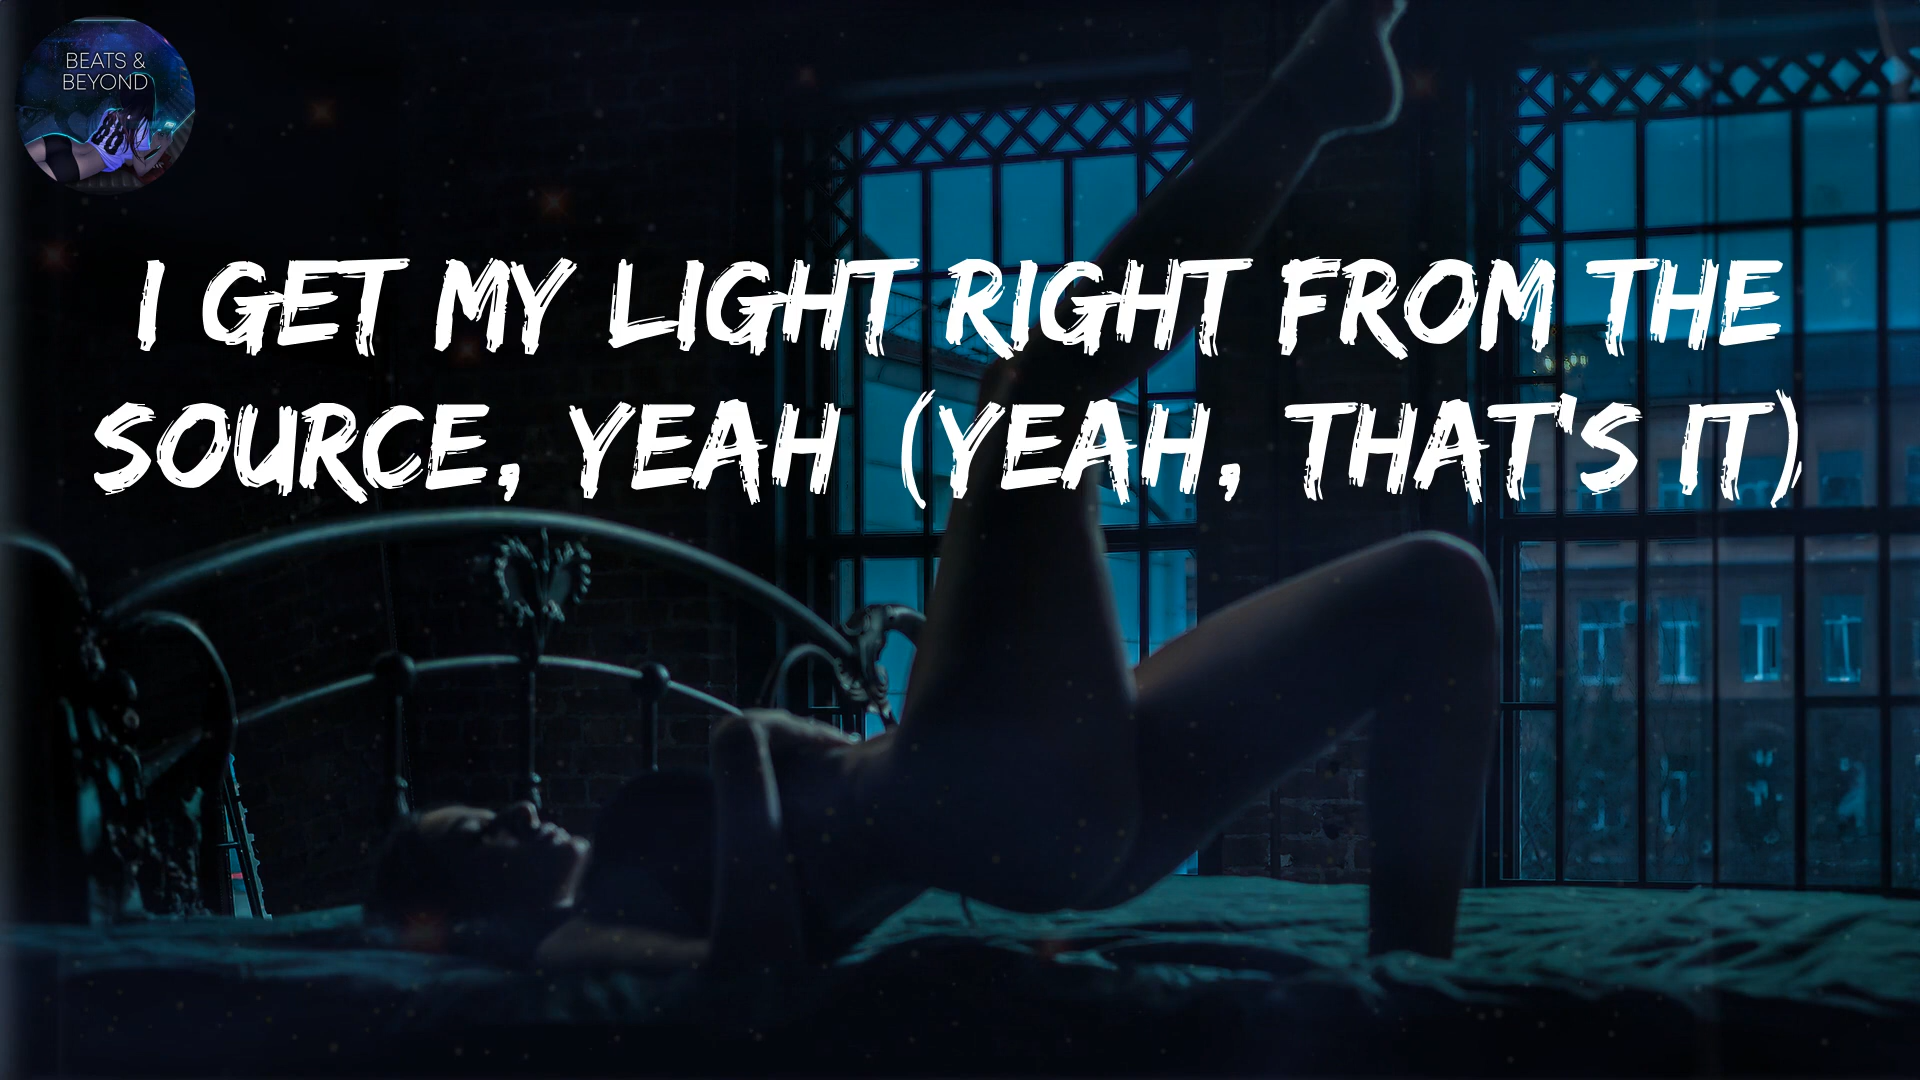 BEATS &
BEYOND
I GET MY LIGHT RIGHT FROM THE
SOURCE, YEAH (YEAH, THAT'S IT)